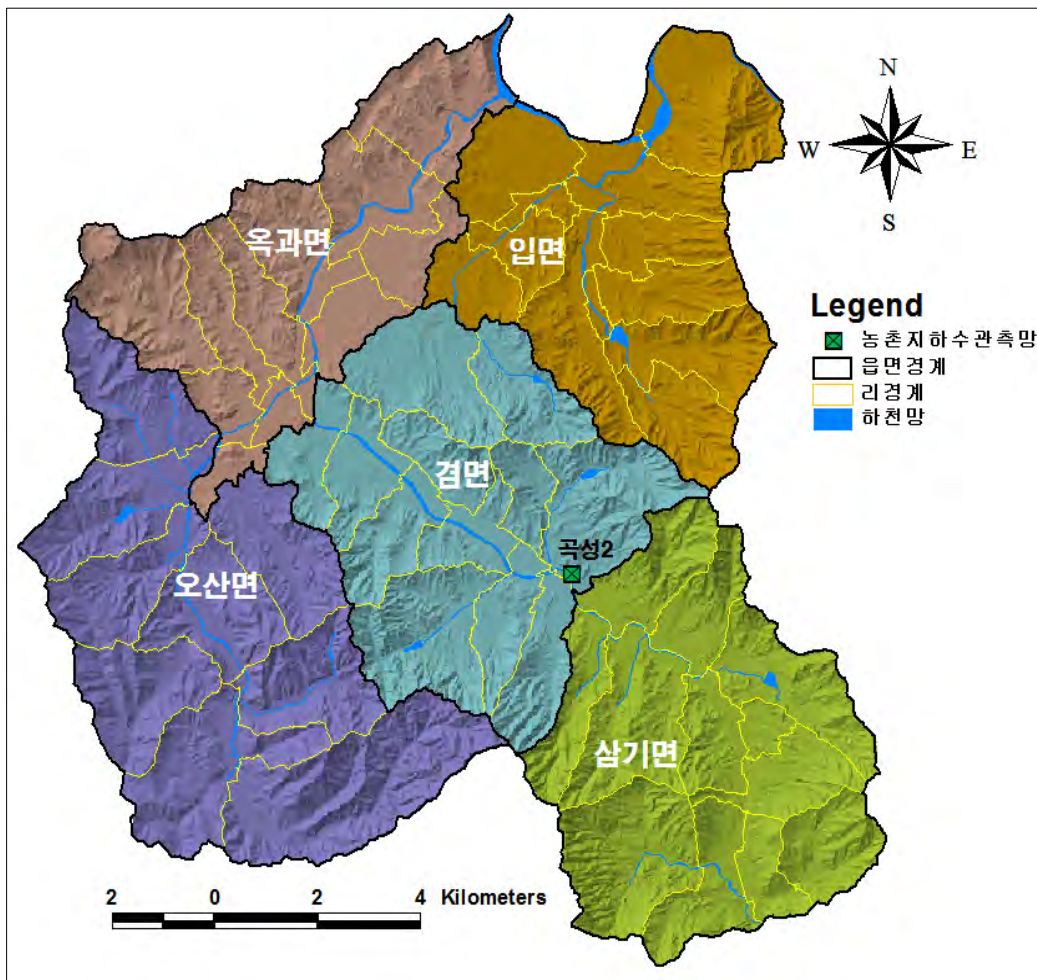 N
W E
S
옥과면
입면
Legend
농촌지하수관측망
읍면경계
리경계
하천망
겸면
곡성2
오산면
삼기면
2 0 2 4 Kilometers